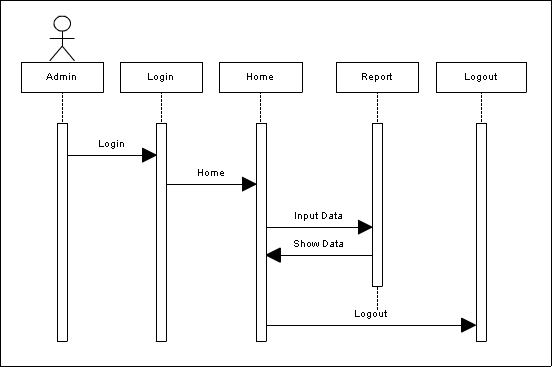 Admin
Login
Home
Report
Logout
Login
Home
Input Data
Show Data
Logout